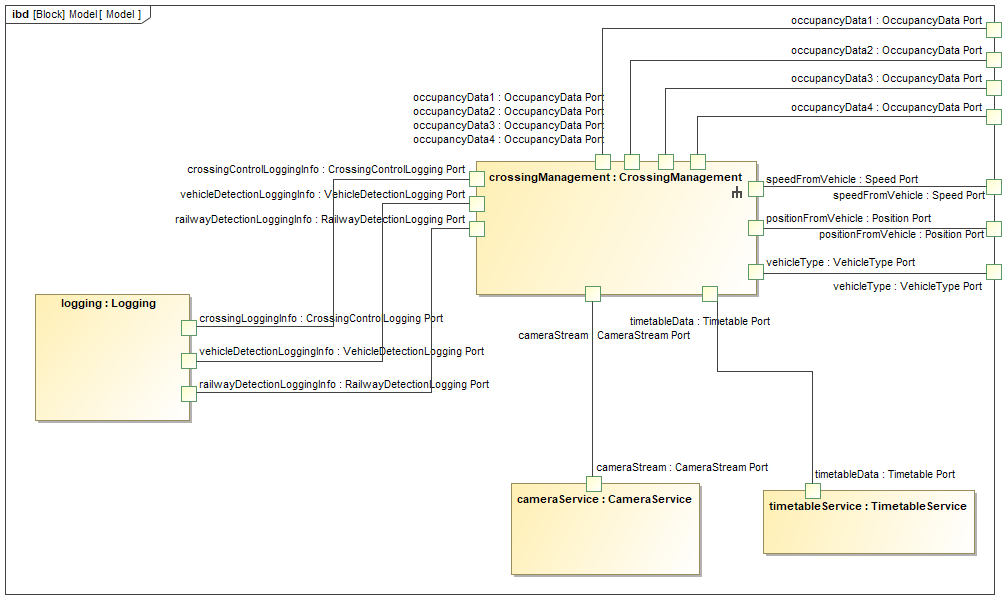 ibd [Block] Model[ Model ]
occupancyData1 : OccupancyData Port
occupancyData2 : OccupancyData Port
occupancyData3 : OccupancyData Port
occupancyData4 : OccupancyData Port
occupancyData1 : OccupancyData Port
occupancyData2 : OccupancyData Port
occupancyData3 : OccupancyData Port
occupancyData4 : OccupancyData Port
crossingControlLoggingInfo : CrossingControlLogging Port
vehicleDetectionLoggingInfo : VehicleDetectionLogging Port
railwayDetectionLoggingInfo : RailwayDetectionLogging Port
crossingManagement : CrossingManagement
speedFromVehicle : Speed Port
speedFromVehicle : Speed Port
positionFromVehicle : Position Port
positionFromVehicle : Position Port
vehicleType : VehicleType Port
vehicleType : VehicleType Port
logging : Logging
crossingLoggingInfo : CrossingControlLogging Port
vehicleDetectionLoggingInfo : VehicleDetectionLogging Port
railwayDetectionLoggingInfo : RailwayDetectionLogging Port
timetableData : Timetable Port
cameraStream : CameraStream Port
cameraStream : CameraStream Port
timetableData : Timetable Port
cameraService : CameraService
timetableService : TimetableService